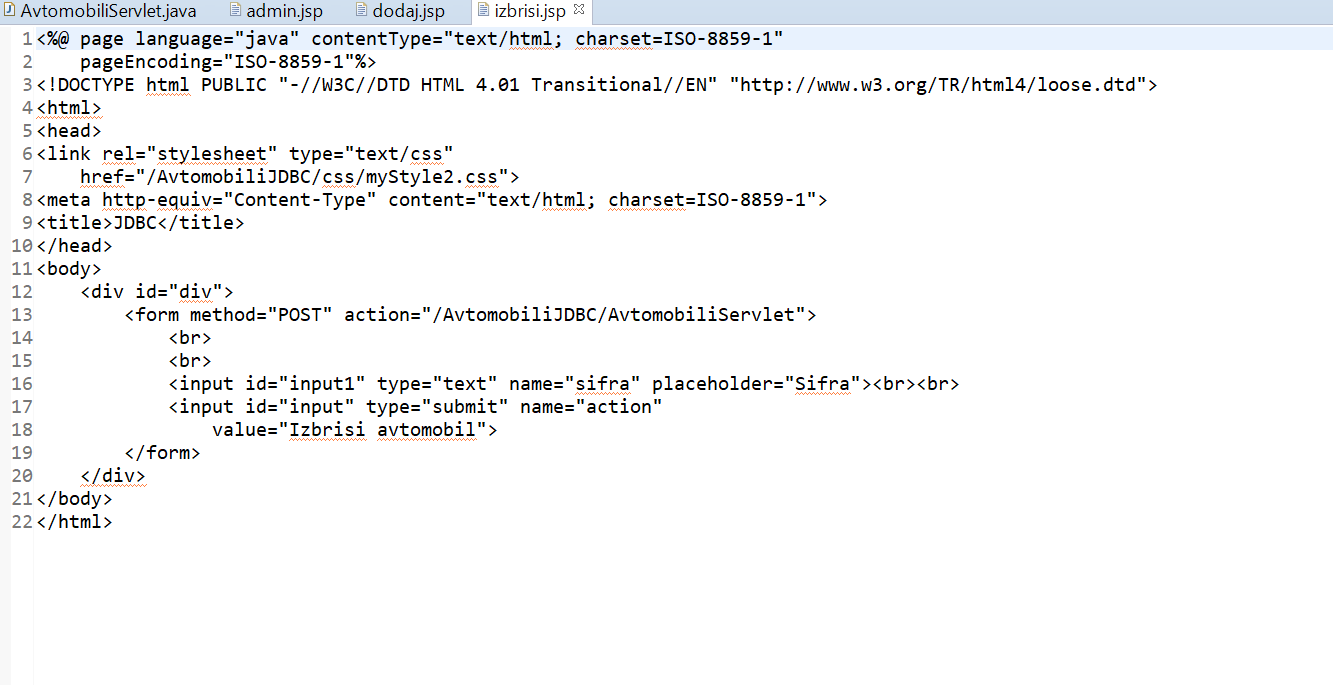 AvtomobiliServlet.java admin.jsp dodaj.jsp izbrisi.jsp
1 <%@ page language="java" contentType="text/html; charset=ISO-8859-1"
2     pageEncoding="ISO-8859-1"%>
3 <!DOCTYPE html PUBLIC "-//W3C//DTD HTML 4.01 Transitional//EN" "http://www.w3.org/TR/html4/loose.dtd">
4 <html>
5 <head>
6 <link rel="stylesheet" type="text/css"
7     href="/AvtomobiliJDBC/css/myStyle2.css">
8 <meta http-equiv="Content-Type" content="text/html; charset=ISO-8859-1">
9 <title>JDBC</title>
10 </head>
11 <body>
12     <div id="div">
13         <form method="POST" action="/AvtomobiliJDBC/AvtomobiliServlet">
14             <br>
15             <br>
16             <input id="input1" type="text" name="sifra" placeholder="Sifra"><br><br>
17             <input id="input" type="submit" name="action"
18                 value="Izbrisi avtomobil">
19         </form>
20     </div>
21 </body>
22 </html>